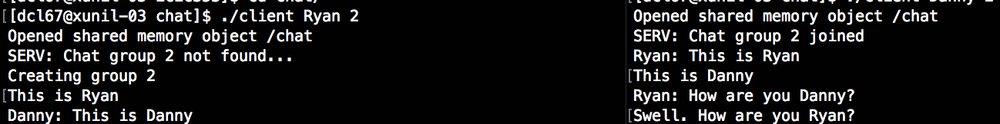 [[dcl67@xunil-03 chat]$ ./client Ryan 2
Opened shared memory object /chat
SERV: Chat group 2 not found...
Creating group 2
[This is Ryan
Danny: This is Danny
Opened shared memory object /chat
SERV: Chat group 2 joined
Ryan: This is Ryan
[This is Danny
Ryan: How are you Danny?
[Swell. How are you Ryan?